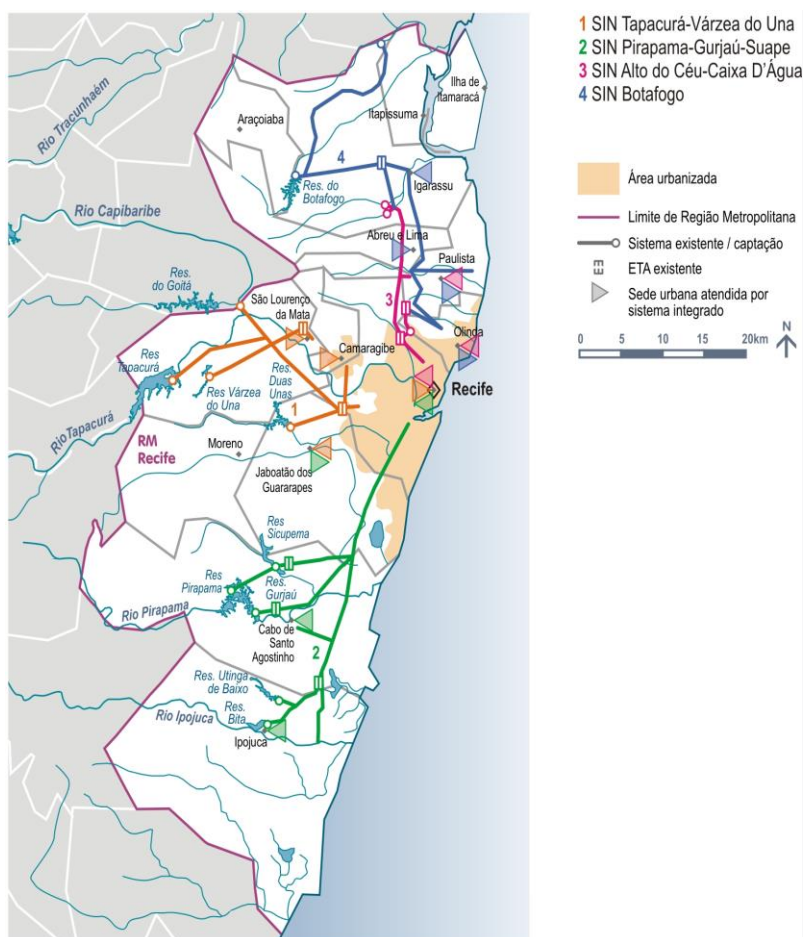 1 SIN Tapacurá-Várzea do Una
2 SIN Pirapama-Gurjaú-Suape
3 SIN Alto do Céu-Caixa D'Água
4 SIN Botafogo
Área urbanizada
Limite de Região Metropolitana
Sistema existente / captação
ETA existente
Sede urbana atendida por
sistema integrado
0 5 10 15 20km
N
Rio Tracunhaém
Ilha de
Itamaracá
Araçoiaba
Itapissuma
4
Res. do
Botafogo
Igarassu
Rio Capibaribe
Abreu e Lima
Paulista
Res.
do Goitá
3
São Lourenço
da Mata
Olinda
Camaragibe
Res
Tapacurá
Res.
Duas
Unas
Res Várzea
do Una
Recife
1
Rio Tapacurá
RM
Recife
Moreno
Jaboatão dos
Guararapes
Res
Sicupema
Res
Pirapama
Res.
Gurjaú
Rio Pirapama
Cabo de
Santo
Agostinho
2
Res. Utinga
de Baixo
Res.
Bita
Rio Ipojuca
Ipojuca